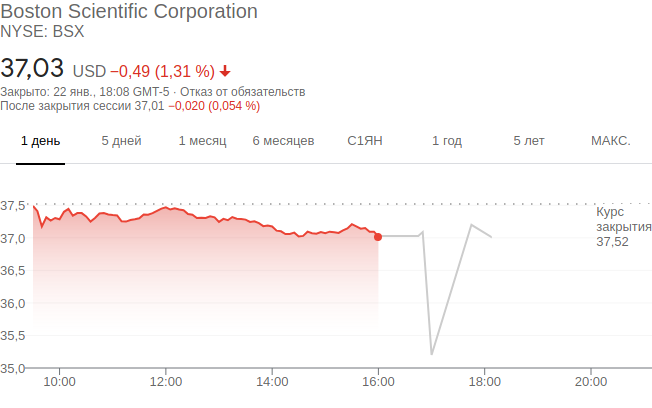 Boston Scientific Corporation
NYSE: BSX
37,03 USD −0,49 (1,31 %)
Закрыто: 22 янв., 18:08 GMT-5 · Отказ от обязательств
После закрытия сессии 37,01 −0,020 (0,054 %)
1 день 5 дней 1 месяц 6 месяцев С1ЯН 1 год 5 лет МАКС.
37,5
Курс
закрытия
37,52
37,0
36,5
36,0
35,5
35,0
10:00 12:00 14:00 16:00 18:00 20:00